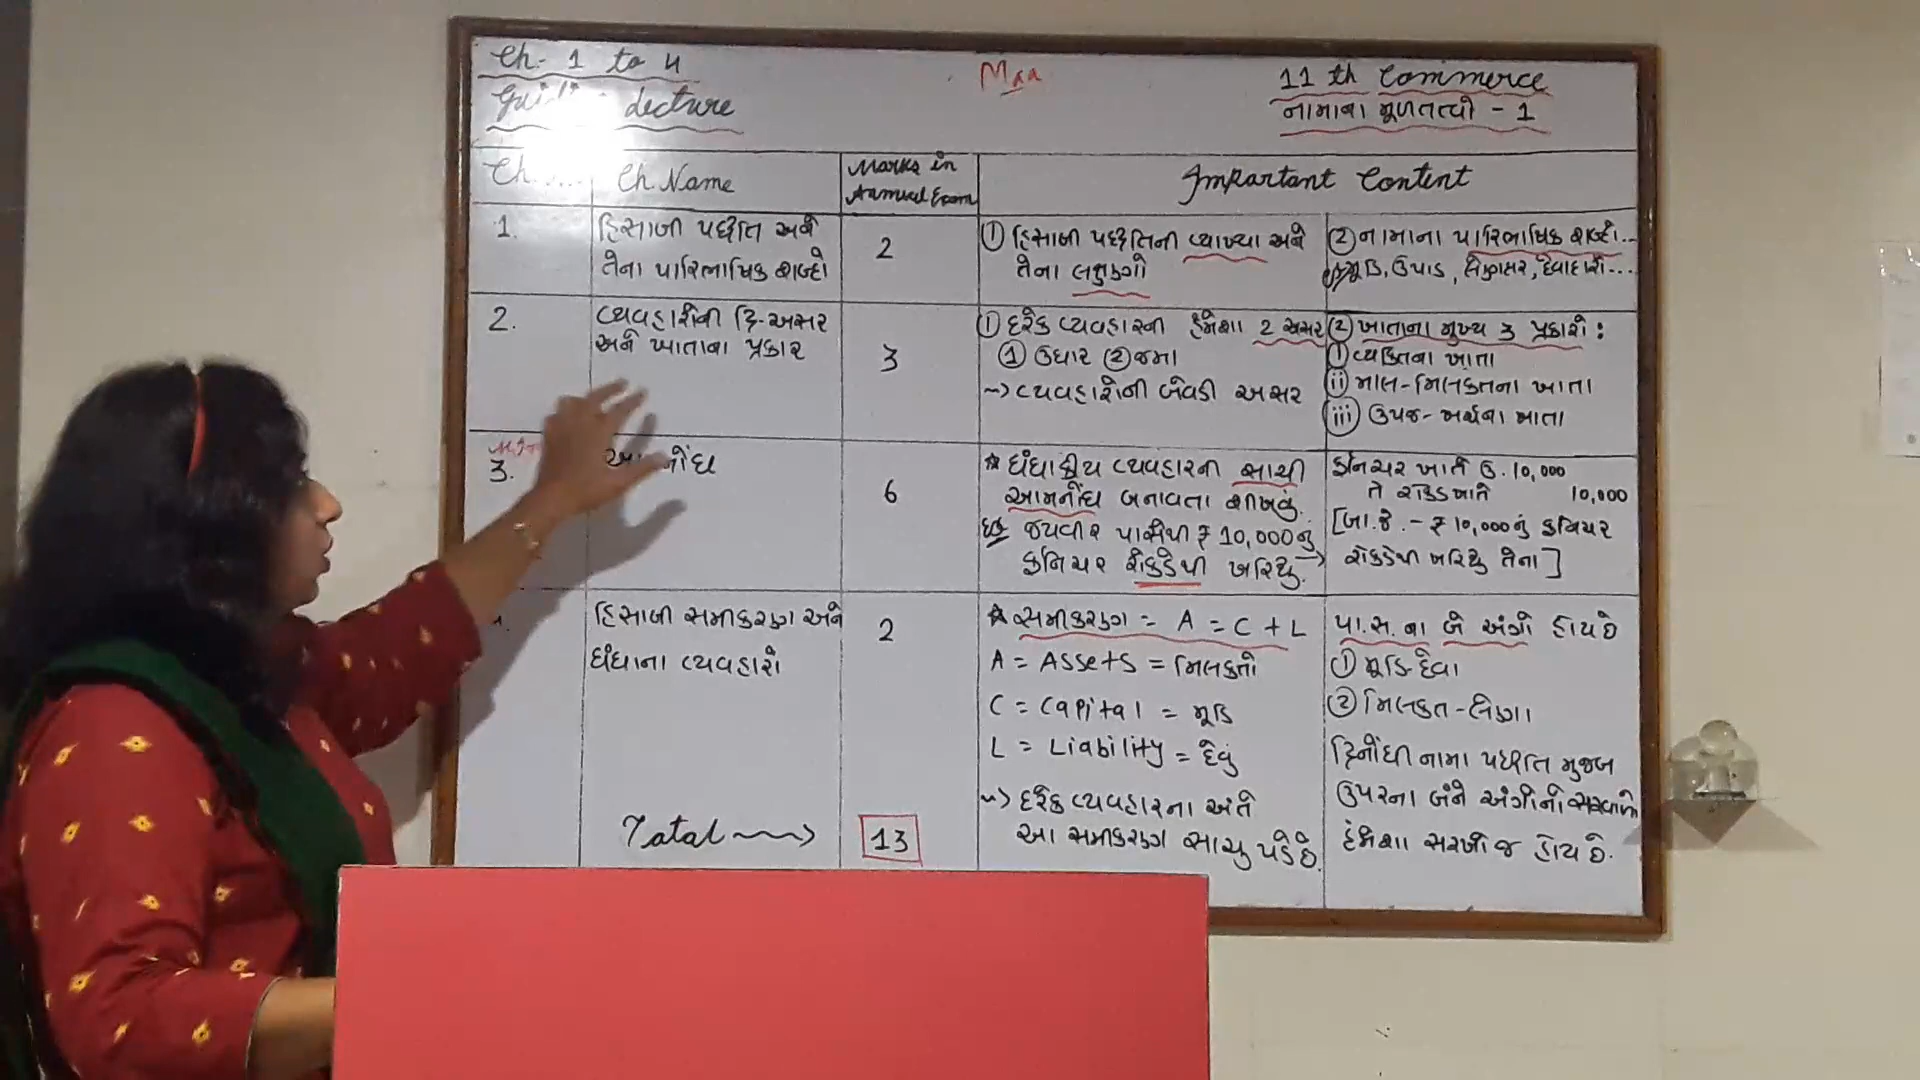 Ch- 1 to 4
Maa
11 th Commerce
Lecture
નામાના મૂળતત્વો - 1
Ch. Name
Marks in
Annual Exam
Important Content
1.
હિસાબી પદ્ધતિ અને
તેના પારિભાષિક શબ્દો
2
① હિસાબી પદ્ધતિની વ્યાખ્યા અને
તેના લક્ષણો
② નામાના પારિભાષિક શબ્દો...
મૂડિ, ઉપાડ, લેણદાર, દેવાદાર...
2.
વ્યવહારોની દ્રિ-અસર
અને ખાતાના પ્રકાર
3
① દરેક વ્યવહારની હંમેશા 2 અસર
① ઉધાર ② જમા
~) વ્યવહારોની બેવડી અસર
② ખાતાના મુખ્ય 3 પ્રકારો :
① વ્યક્તિના ખાતા
ⅱ માલ-મિલકતના ખાતા
ⅲ ઉપજ-ખર્ચના ખાતા
3.
6
* ધંધાકીય વ્યવહારની સાચી
આમનોંધ બનાવતા શીખવું.
જયવીર પાસેથી ₹ 10,000નું
ફર્નિચર રોકડેથી ખરિદ્યુ.
ફર્નિચર ખાતે ઉ. 10,000
તે રોકડ ખાતે 10,000
[બા.જે. - ₹ 10,000નું ફર્નિચર
રોકડેથી ખરિદ્યુ તેના]
હિસાબી સમીકરણ અને
ધંધાના વ્યવહારો
2
* સમીકરણ = A = C + L
A = Assets = મિલકતો
C = Capital = મૂડિ
L = Liability = દેવું
~) દરેક વ્યવહારના અંતે
આ સમીકરણ સાચુ પડે છે.
પા.સ. ના બે અંગો હોય છે
① મૂડિ-દેવા
② મિલકત-લેણા
દ્રિનોંધી નામા પદ્ધતિ મુજબ
ઉપરના બંને અંગોનો સરવાળો
હંમેશા સરખો જ હોય છે.
Total ~~~>
13